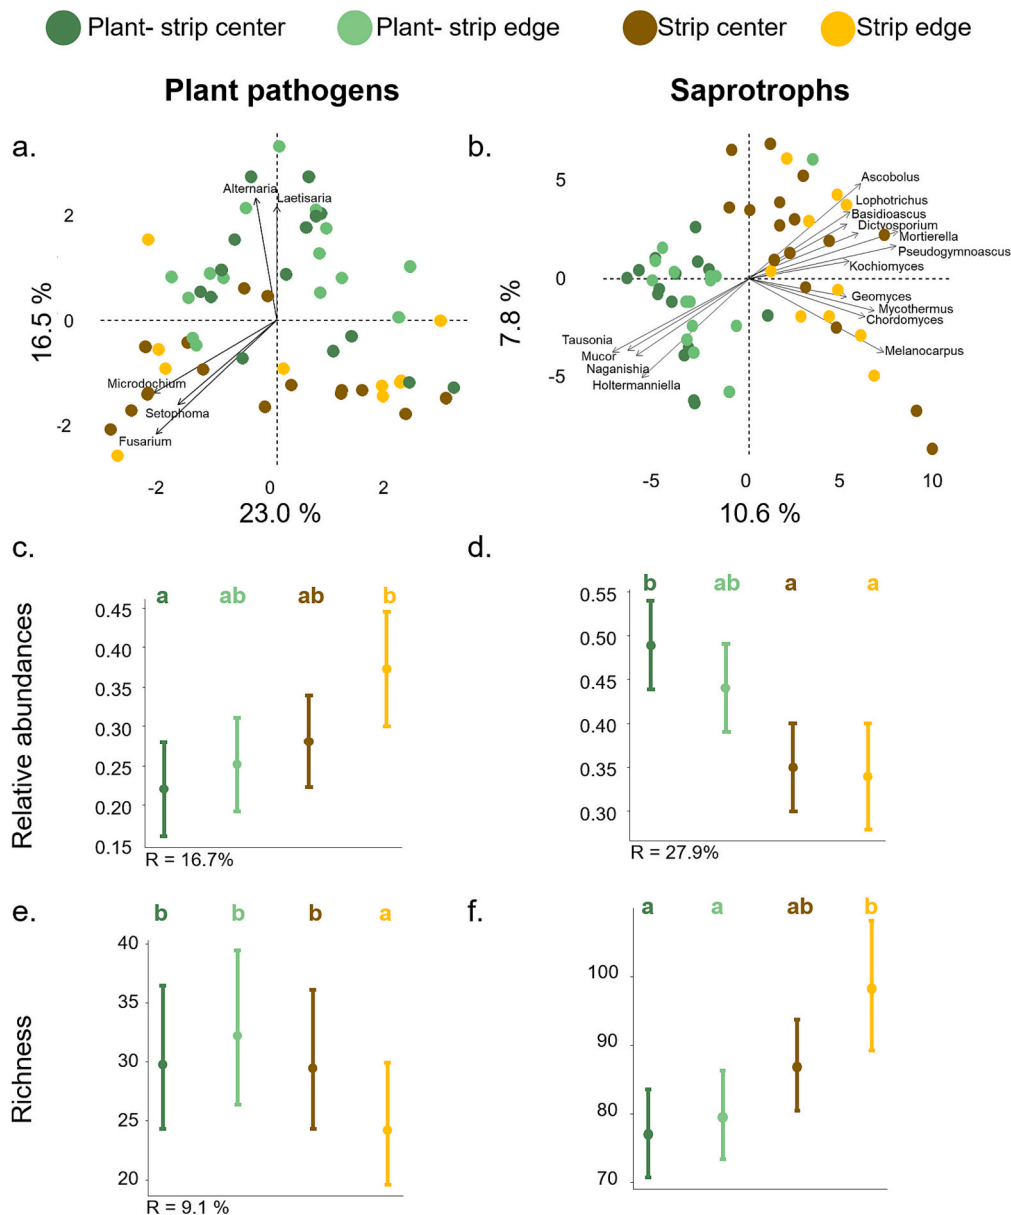 Plant- strip center Plant- strip edge Strip center Strip edge
Plant pathogens Saprotrophs
a.
Alternaria
Laetisaria
2
0
-2
16.5 %
Microdochium
Setophoma
Fusarium
-2 0 2
23.0 %
b.
Ascobolus
5
Lophotrichus
Basidioascus
Dictyosporium
Mortierella
Pseudogymnoascus
Kochiomyces
0
Geomyces
Mycothermus
Chordomyces
7.8 %
Tausonia
Melanocarpus
Mucor
Naganishia
-5
Holtermanniella
-5 0 5 10
10.6 %
c.
Relative abundances
a ab ab b
0.45
0.40
0.35
0.30
0.25
0.20
0.15
R = 16.7%
d.
b ab a a
0.55
0.50
0.45
0.40
0.35
0.30
R = 27.9%
e.
Richness
b b b a
40
35
30
25
20
R = 9.1 %
f.
a a ab b
100
90
80
70